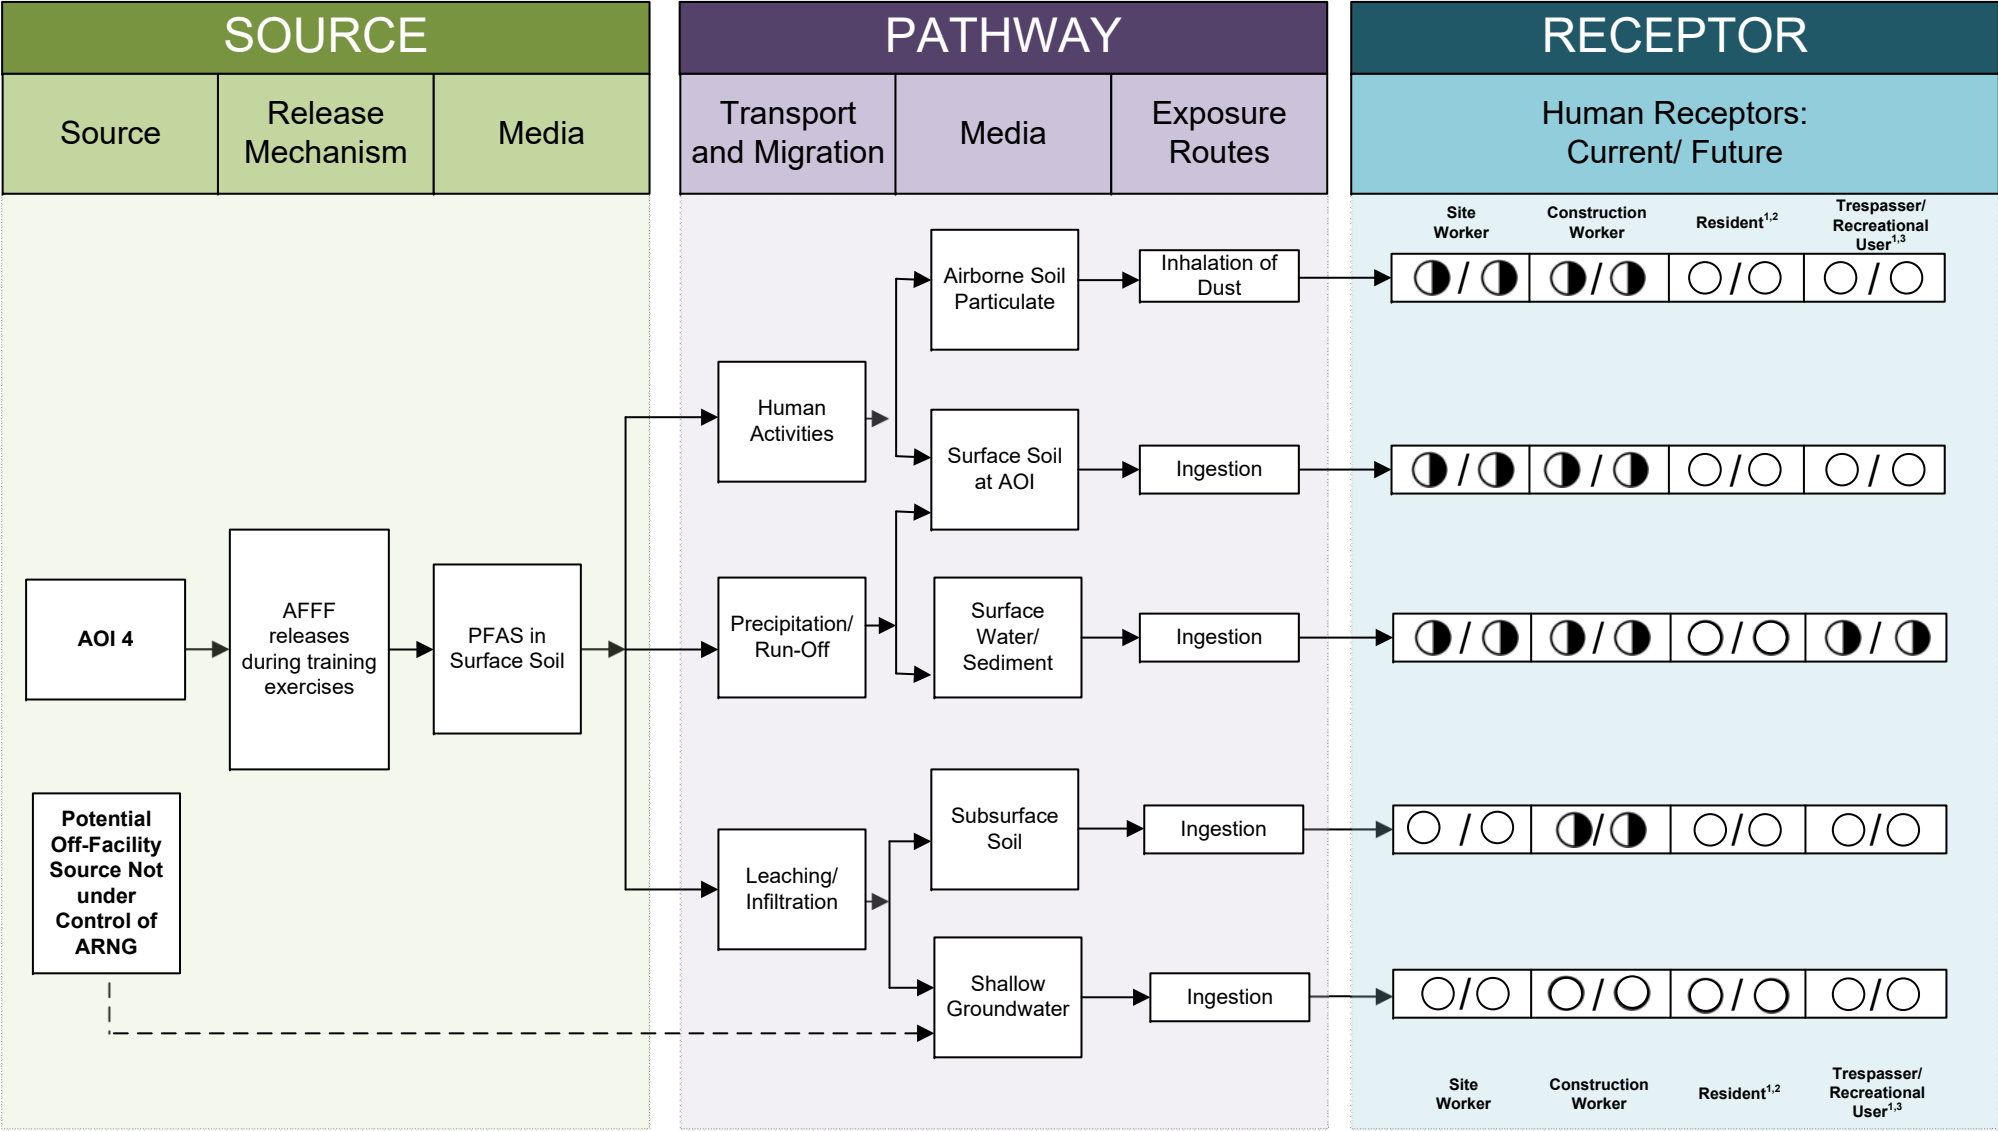 SOURCE
PATHWAY
RECEPTOR
Source
Release
Mechanism
Media
Transport
and Migration
Media
Exposure
Routes
Human Receptors:
Current/ Future
Site
Worker
Construction
Worker
Resident1,2
Trespasser/
Recreational
User1,3
Airborne Soil
Particulate
Inhalation of
Dust
/
/
/
/
Human
Activities
Surface Soil
at AOI
Ingestion
/
/
/
/
AOI 4
AFFF
releases
during training
exercises
PFAS in
Surface Soil
Precipitation/
Run-Off
Surface
Water/
Sediment
Ingestion
/
/
/
/
Potential
Off-Facility
Source Not
under
Control of
ARNG
Leaching/
Infiltration
Subsurface
Soil
Ingestion
/
/
/
/
Shallow
Groundwater
Ingestion
/
/
/
/
Site
Worker
Construction
Worker
Resident1,2
Trespasser/
Recreational
User1,3